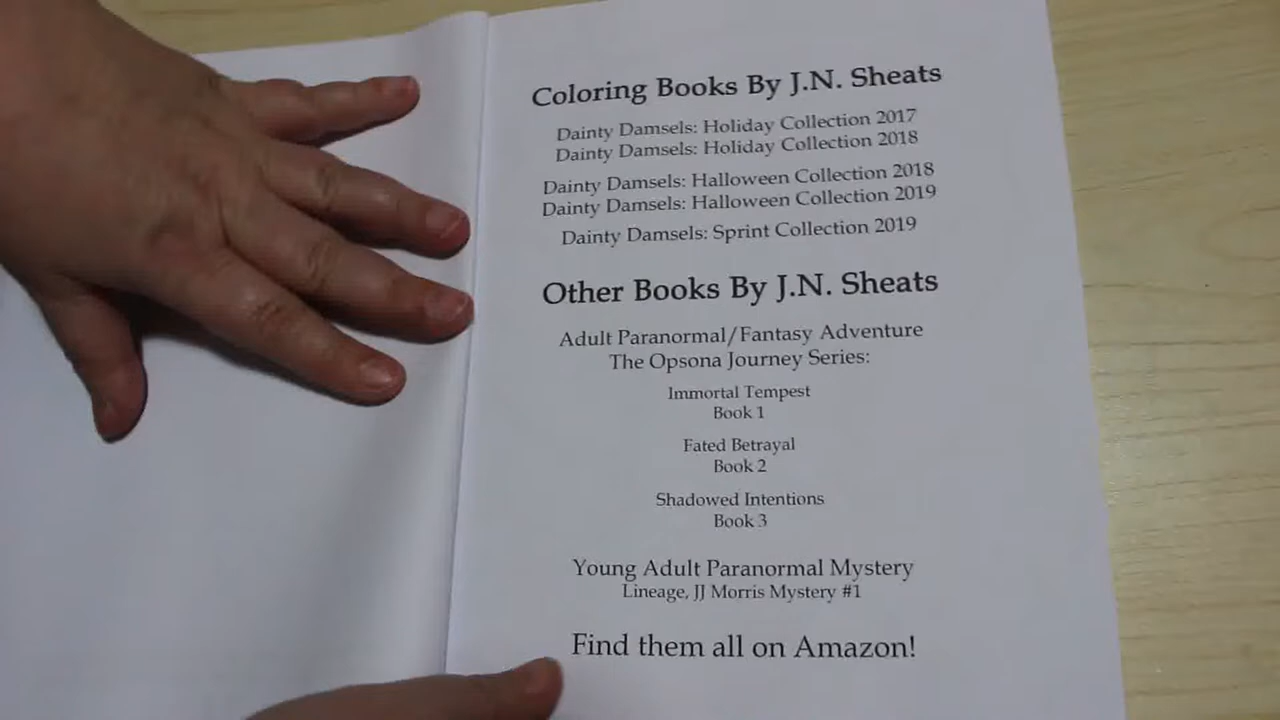 Coloring Books By J.N. Sheats
Dainty Damsels: Holiday Collection 2017
Dainty Damsels: Holiday Collection 2018
Dainty Damsels: Halloween Collection 2018
Dainty Damsels: Halloween Collection 2019
Dainty Damsels: Sprint Collection 2019
Other Books By J.N. Sheats
Adult Paranormal/Fantasy Adventure
The Opsona Journey Series:
Immortal Tempest
Book 1
Fated Betrayal
Book 2
Shadowed Intentions
Book 3
Young Adult Paranormal Mystery
Lineage, JJ Morris Mystery #1
Find them all on Amazon!